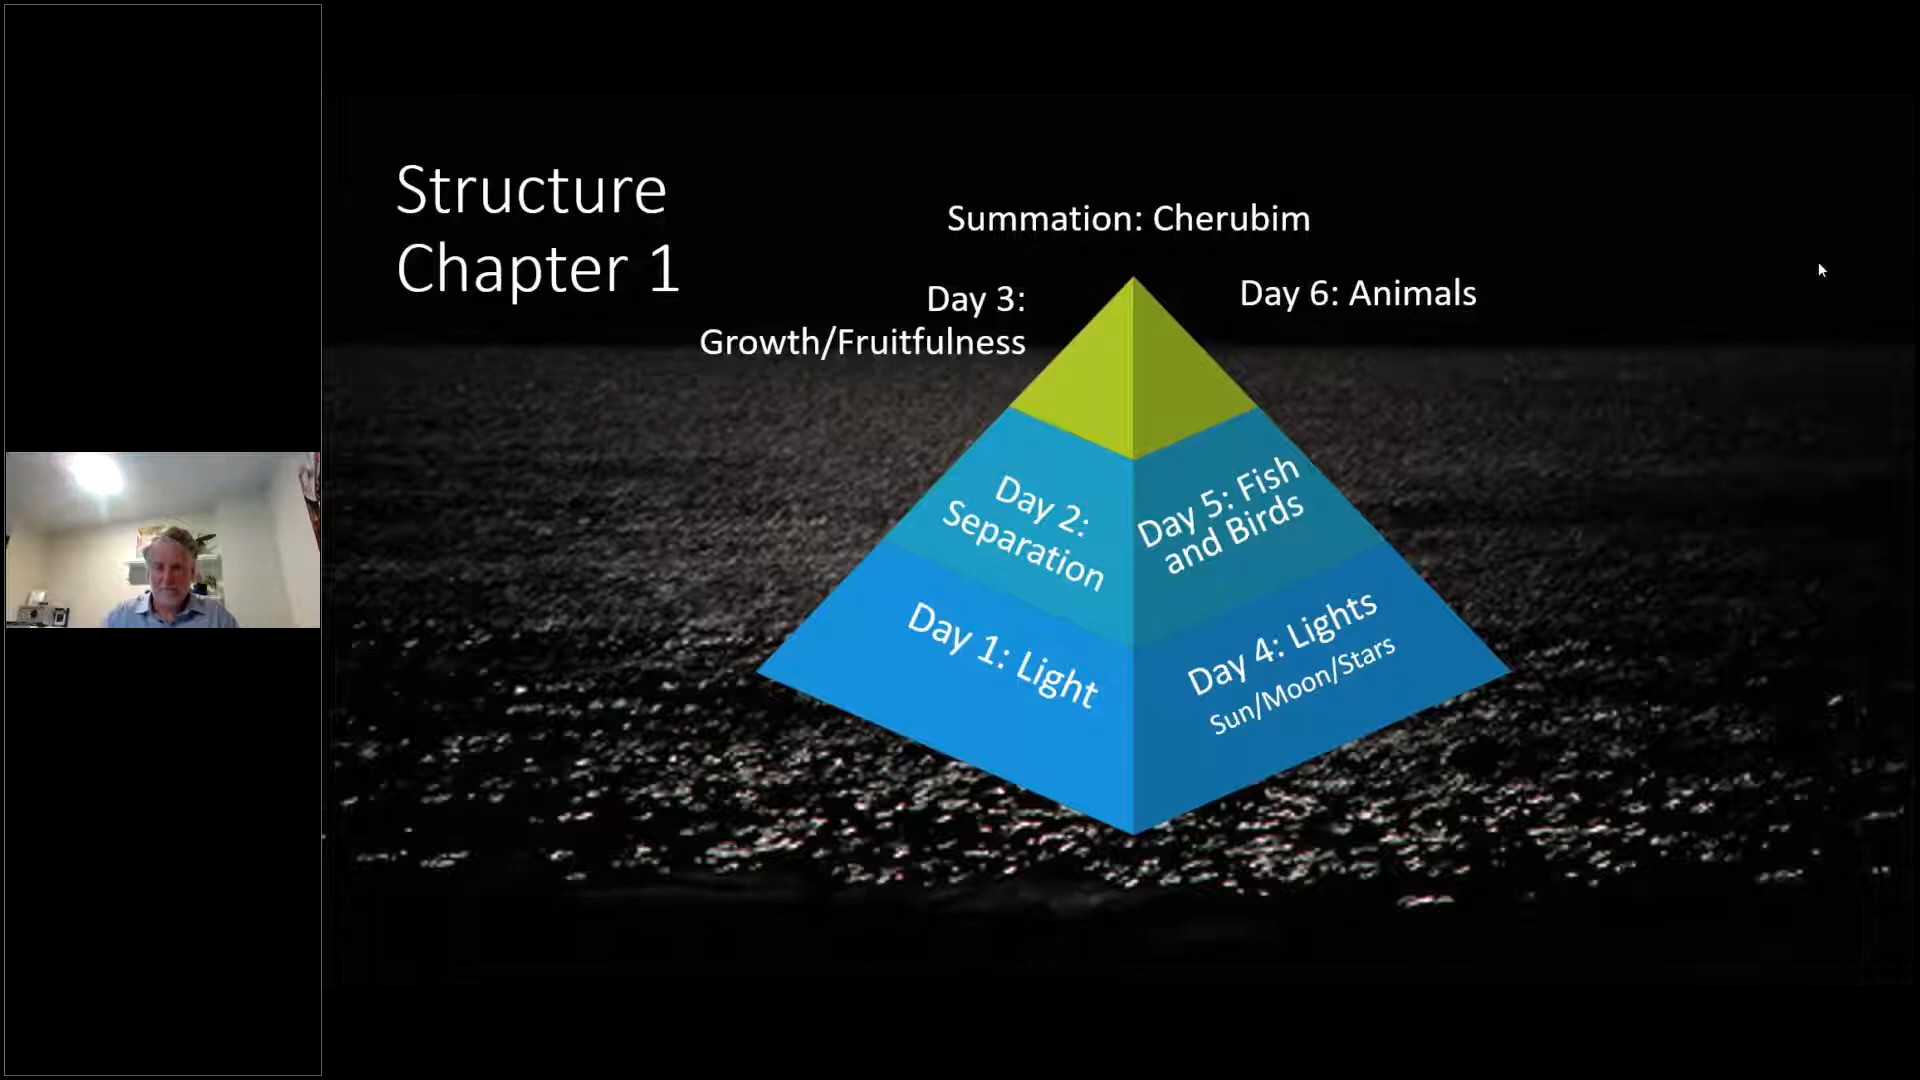 Structure
Chapter 1
Summation: Cherubim
Day 3:
Growth/Fruitfulness
Day 6: Animals
Day 2:
Separation
Day 5: Fish
and Birds
Day 1: Light
Day 4: Lights
Sun/Moon/Stars